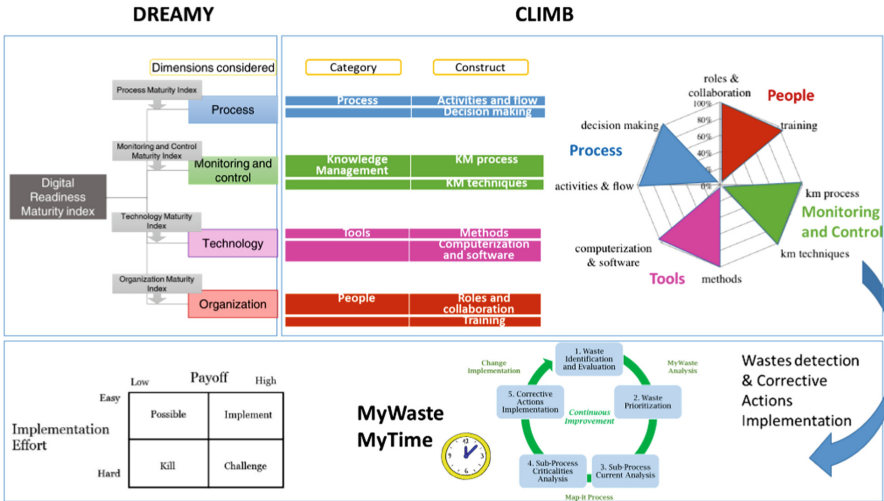 DREAMY
CLIMB
Dimensions considered
Process Maturity Index
Process
Monitoring and Control
Maturity Index
Monitoring and
control
Digital
Readiness
Maturity index
Technology Maturity
Index
Technology
Organization Maturity
Index
Organization
Category
Construct
Process
Activities and flow
Decision making
Knowledge
Management
KM process
KM techniques
Tools
Methods
Computerization
and software
People
Roles and
collaboration
Training
roles &
collaboration
100%
80%
60%
40%
0%
People
training
decision making
Process
activities & flow
km process
Monitoring
and Control
km techniques
computerization
& software
Tools
methods
Low
Payoff
High
Easy
Implementation
Effort
Hard
Possible
Implement
Kill
Challenge
MyWaste
MyTime
Change
Implementation
1. Waste
Identification
and Evaluation
MyWaste
Analysis
5. Corrective
Actions
Implementation
2. Waste
Prioritization
Continuous
Improvement
4. Sub-Process
Criticalities
Analysis
3. Sub-Process
Current Analysis
Map-it Process
Wastes detection
& Corrective
Actions
Implementation